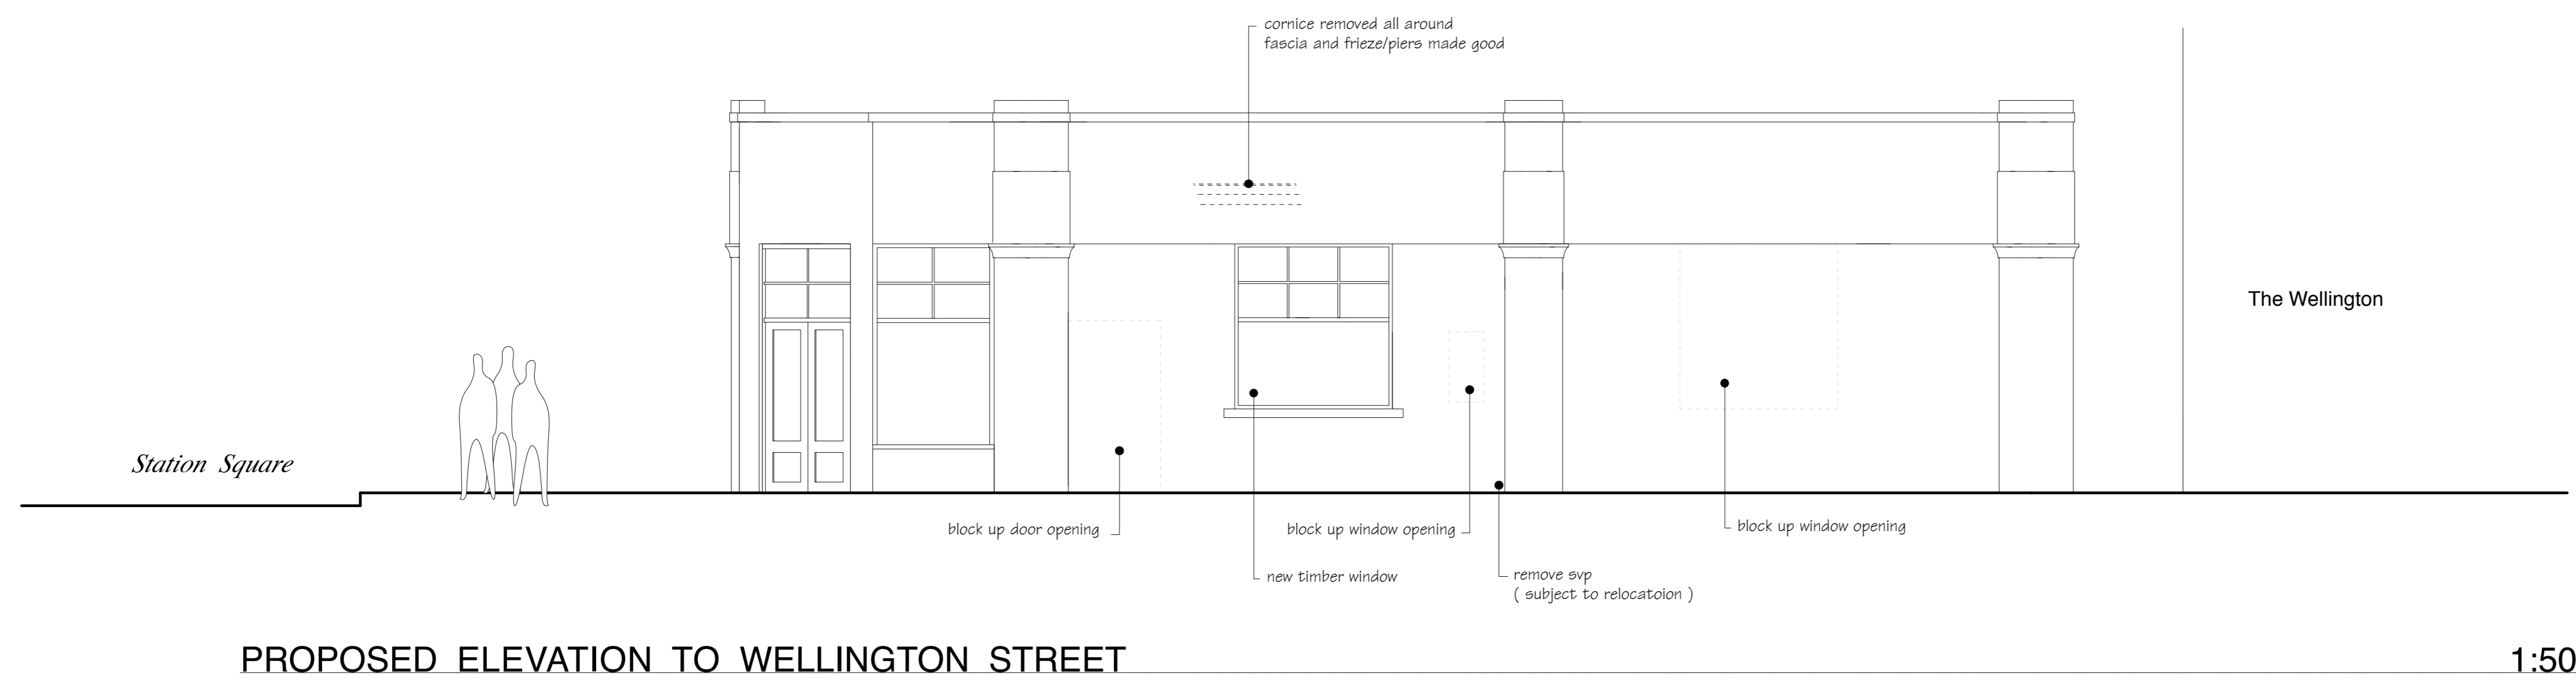 cornice removed all around
fascia and frieze/piers made good
The Wellington
Station Square
block up door opening
block up window opening
block up window opening
new timber window
remove svp
( subject to relocatoion )
PROPOSED ELEVATION TO WELLINGTON STREET
1:50